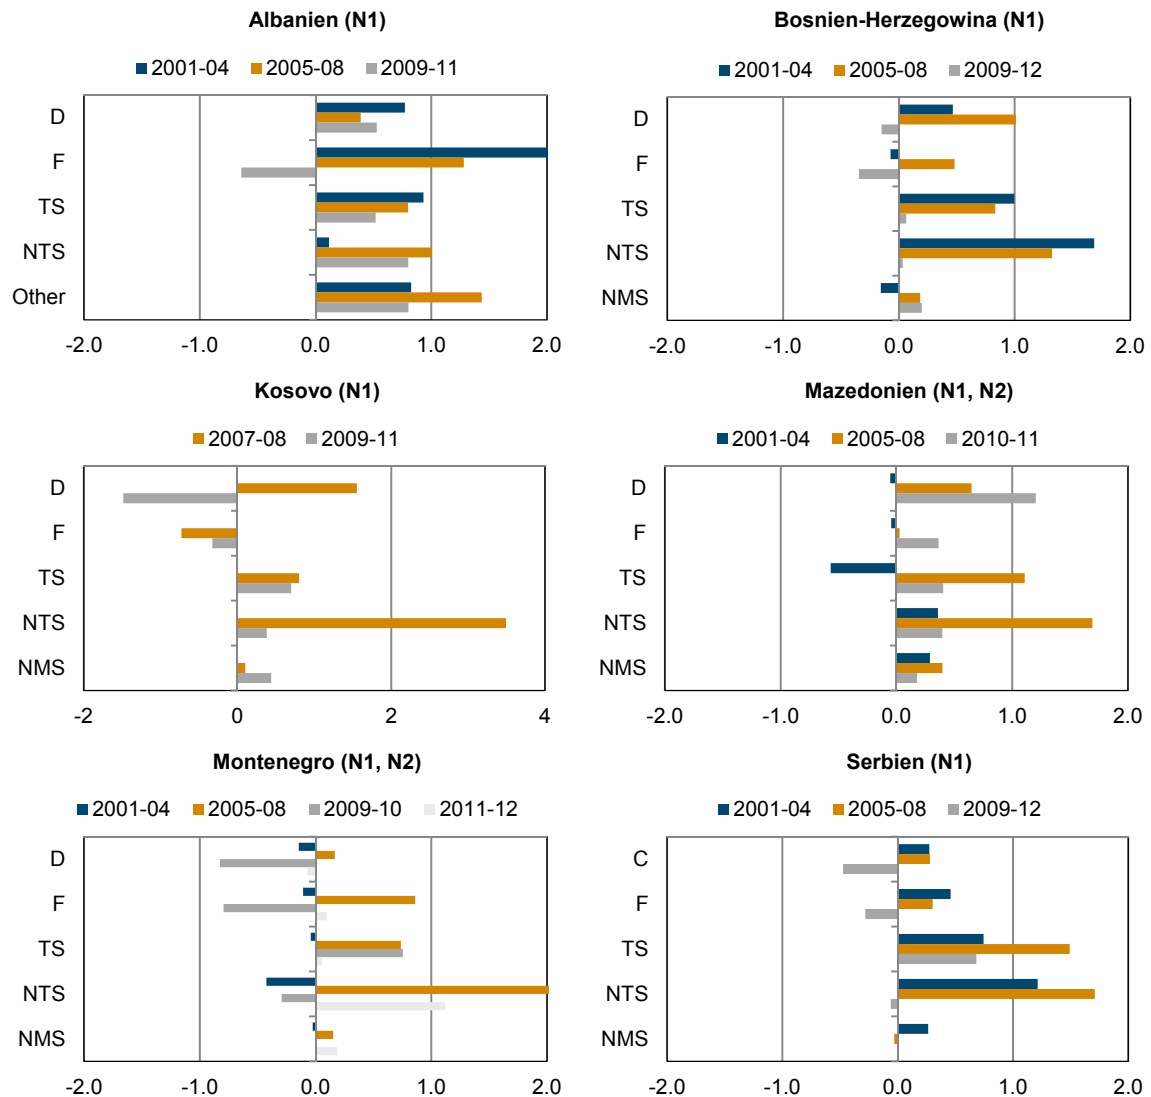 Albanien (N1)
2001-04 2005-08 2009-11
D
F
TS
NTS
Other
-2.0 -1.0 0.0 1.0 2.0
Bosnien-Herzegowina (N1)
2001-04 2005-08 2009-12
D
F
TS
NTS
NMS
-2.0 -1.0 0.0 1.0 2.0
Kosovo (N1)
2007-08 2009-11
D
F
TS
NTS
NMS
-2 0 2 4
Mazedonien (N1, N2)
2001-04 2005-08 2010-11
D
F
TS
NTS
NMS
-2.0 -1.0 0.0 1.0 2.0
Montenegro (N1, N2)
2001-04 2005-08 2009-10 2011-12
D
F
TS
NTS
NMS
-2.0 -1.0 0.0 1.0 2.0
Serbien (N1)
2001-04 2005-08 2009-12
C
F
TS
NTS
NMS
-2.0 -1.0 0.0 1.0 2.0